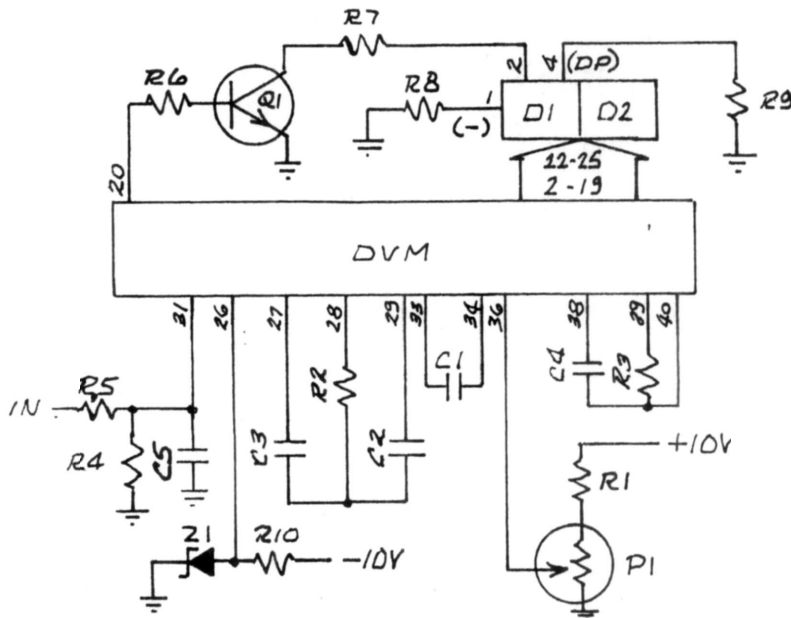 R7
2
4 (DP)
R6
Q1
R8
1
(-)
D1
D2
R9
20
12-25
2-19
DVM
31
26
27
28
29
33
34
36
38
39
40
R5
IN
R4
C5
C3
R2
C2
C1
C4
R3
+10V
R1
P1
Z1
R10
-10V